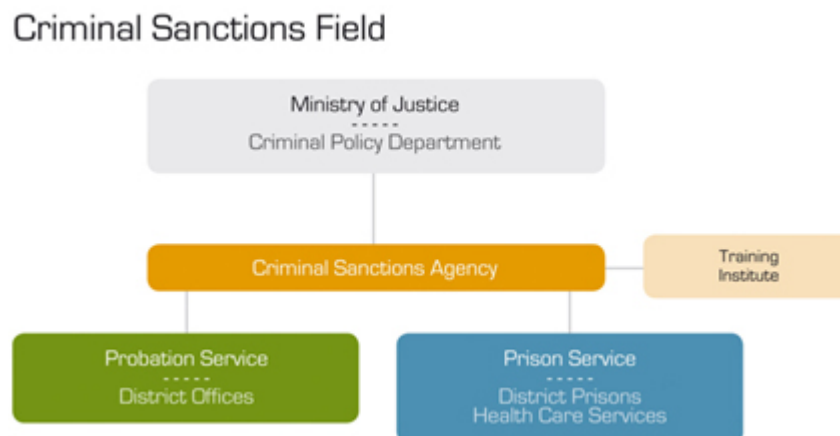 Criminal Sanctions Field
Ministry of Justice
-----
Criminal Policy Department
Criminal Sanctions Agency
Training
Institute
Probation Service
-----
District Offices
Prison Service
-----
District Prisons
Health Care Services